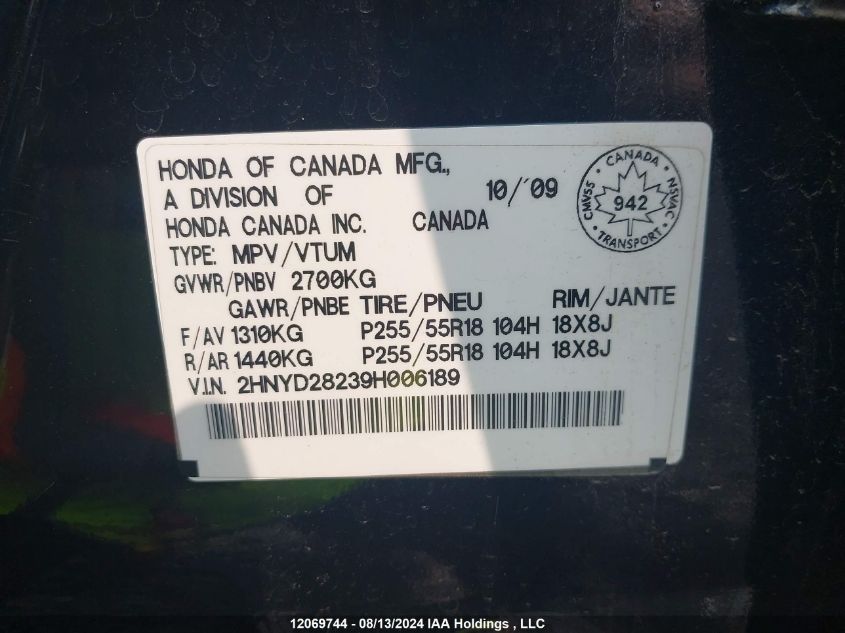 HONDA OF CANADA MFG.,
A DIVISION OF 10/'09
HONDA CANADA INC. CANADA
TYPE: MPV/VTUM
GVWR/PNBV 2700KG
GAWR/PNBE TIRE/PNEU RIM/JANTE
F/AV 1310KG P255/55R18 104H 18X8J
R/AR 1440KG P255/55R18 104H 18X8J
V.I.N. 2HNYD28239H006189
CANADA
CMVSS 942 NSVAC
TRANSPORT
12069744 - 08/13/2024 IAA Holdings , LLC